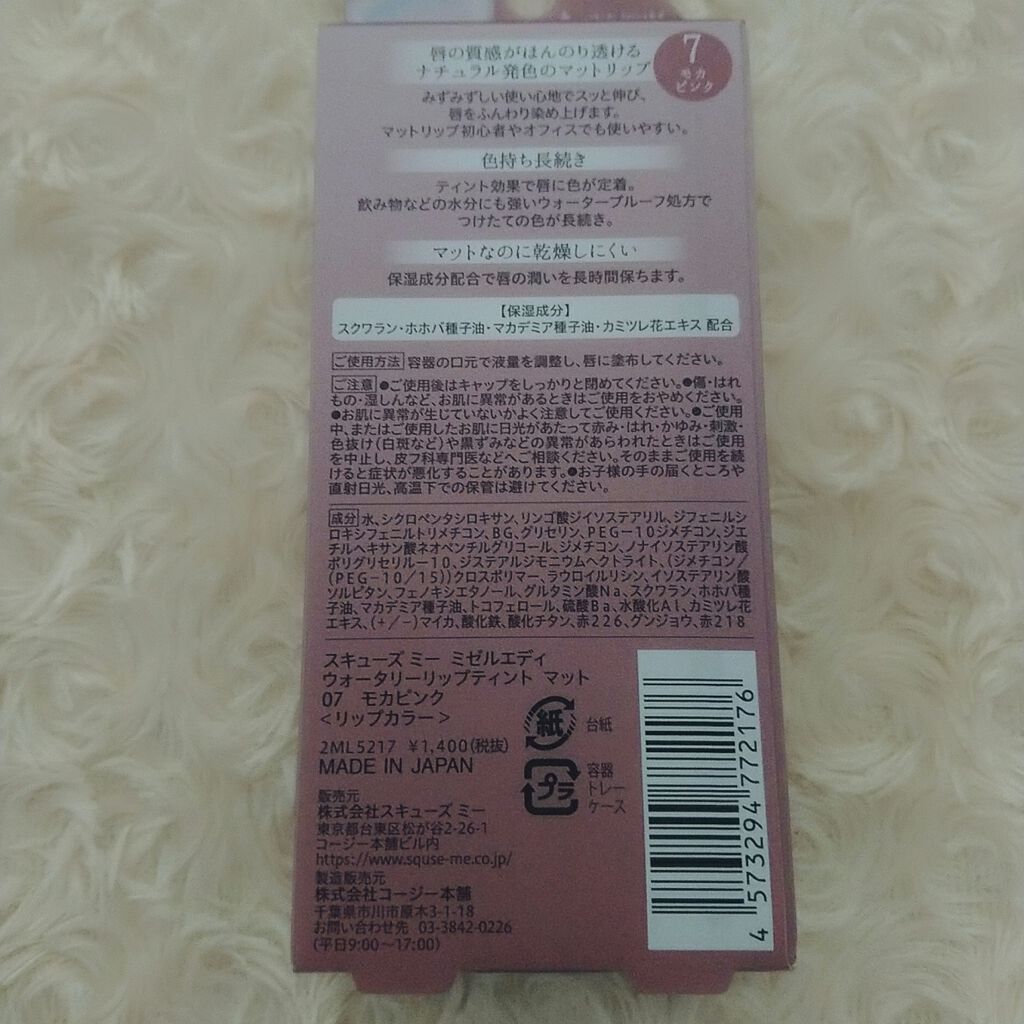 唇の質感がほんのり透ける
ナチュラル発色のマットリップ
7
モカ
ピンク
みずみずしい使い心地でスッと伸び、
唇をふんわり染め上げます。
マットリップ初心者やオフィスでも使いやすい。
色持ち長続き
ティント効果で唇に色が定着。
飲み物などの水分にも強いウォータープルーフ処方で
つけたての色が長続き。
マットなのに乾燥しにくい
保湿成分配合で唇の潤いを長時間保ちます。
【保湿成分】
スクワラン・ホホバ種子油・マカデミア種子油・カミツレ花エキス 配合
ご使用方法 容器の口元で液量を調整し、唇に塗布してください。
ご注意 ●ご使用後はキャップをしっかりと閉めてください。●傷・はれ
もの・湿しんなど、お肌に異常があるときはご使用をおやめください。
●お肌に異常が生じていないかよく注意してご使用ください。●ご使用
中、またはご使用したお肌に日光があたって赤み・はれ・かゆみ・刺激・
色抜け(白斑など)や黒ずみなどの異常があらわれたときはご使用
を中止し、皮フ科専門医などへご相談ください。そのままご使用を続
けると症状が悪化することがあります。●お子様の手の届くところや
直射日光、高温下での保管は避けてください。
成分 水、シクロペンタシロキサン、リンゴ酸ジイソステアリル、ジフェニルシ
ロキシフェニルトリメチコン、BG、グリセリン、PEG-10ジメチコン、ジエ
チルヘキサン酸ネオペンチルグリコール、ジメチコン、ノナイソステアリン酸
ポリグリセリル-10、ジステアルジモニウムヘクトライト、(ジメチコン/
(PEG-10/15))クロスポリマー、ラウロイルリシン、イソステアリン酸
ソルビタン、フェノキシエタノール、グルタミン酸Na、スクワラン、ホホバ種
子油、マカデミア種子油、トコフェロール、硫酸Ba、水酸化Al、カミツレ花
エキス、(+/-)マイカ、酸化鉄、酸化チタン、赤226、グンジョウ、赤218
スキューズ ミー ミゼルエディ
ウォータリーリップティント マット
07 モカピンク
<リップカラー>
2ML5217 ¥1,400(税抜)
MADE IN JAPAN
紙
台紙
プラ
容器
トレー
ケース
販売元
株式会社スキューズ ミー
東京都台東区松が谷2-26-1
コージー本舗ビル内
https://www.squse-me.co.jp/
製造販売元
株式会社コージー本舗
千葉県市川市原木3-1-18
お問い合わせ先 03-3842-0226
(平日9:00～17:00)
4 573294 772176